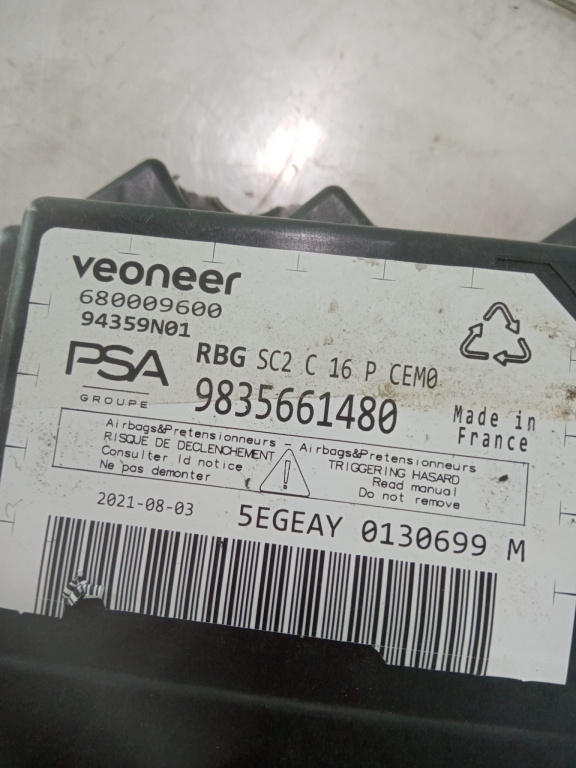 veoneer
680009600
94359N01
PSA
GROUPE
RBG SC2 C 16 P CEM0
9835661480
Made in
France
Airbags&Pretensionneurs - Airbags&Pretensionneurs
RISQUE DE DECLENCHEMENT
TRIGGERING HASARD
Consulter ld notice
Read manual
Ne pas demonter
Do not remove
2021-08-03
5EGEAY 0130699 M